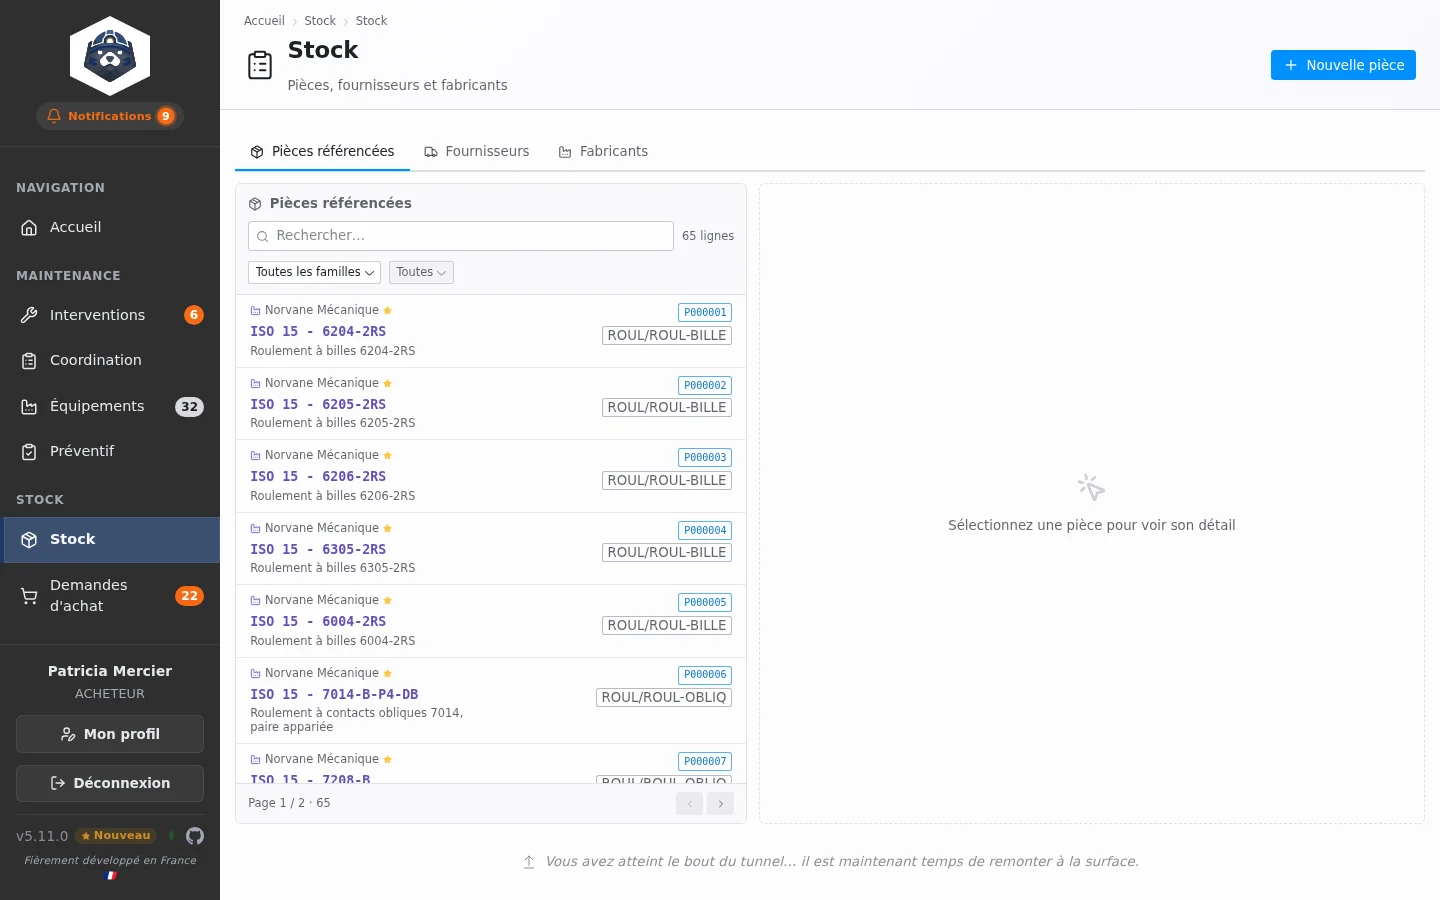 Notifications 9
NAVIGATION
Accueil
MAINTENANCE
Interventions 6
Coordination
Équipements 32
Préventif
STOCK
Stock
Demandes
d'achat 22
Patricia Mercier
ACHETEUR
Mon profil
Déconnexion
v5.11.0 Nouveau
Fièrement développé en France
Accueil Stock Stock
Stock
Pièces, fournisseurs et fabricants
Nouvelle pièce
Pièces référencées Fournisseurs Fabricants
Pièces référencées
Rechercher... 65 lignes
Toutes les familles Toutes
Norvane Mécanique P000001
ISO 15 - 6204-2RS ROUL/ROUL-BILLE
Roulement à billes 6204-2RS
Norvane Mécanique P000002
ISO 15 - 6205-2RS ROUL/ROUL-BILLE
Roulement à billes 6205-2RS
Norvane Mécanique P000003
ISO 15 - 6206-2RS ROUL/ROUL-BILLE
Roulement à billes 6206-2RS
Norvane Mécanique P000004
ISO 15 - 6305-2RS ROUL/ROUL-BILLE
Roulement à billes 6305-2RS
Norvane Mécanique P000005
ISO 15 - 6004-2RS ROUL/ROUL-BILLE
Roulement à billes 6004-2RS
Norvane Mécanique P000006
ISO 15 - 7014-B-P4-DB ROUL/ROUL-OBLIQ
Roulement à contacts obliques 7014,
paire appariée
Norvane Mécanique P000007
ISO 15 - 7208-B ROUL/ROUL-OBLIQ
Page 1 / 2 · 65
Sélectionnez une pièce pour voir son détail
Vous avez atteint le bout du tunnel... il est maintenant temps de remonter à la surface.